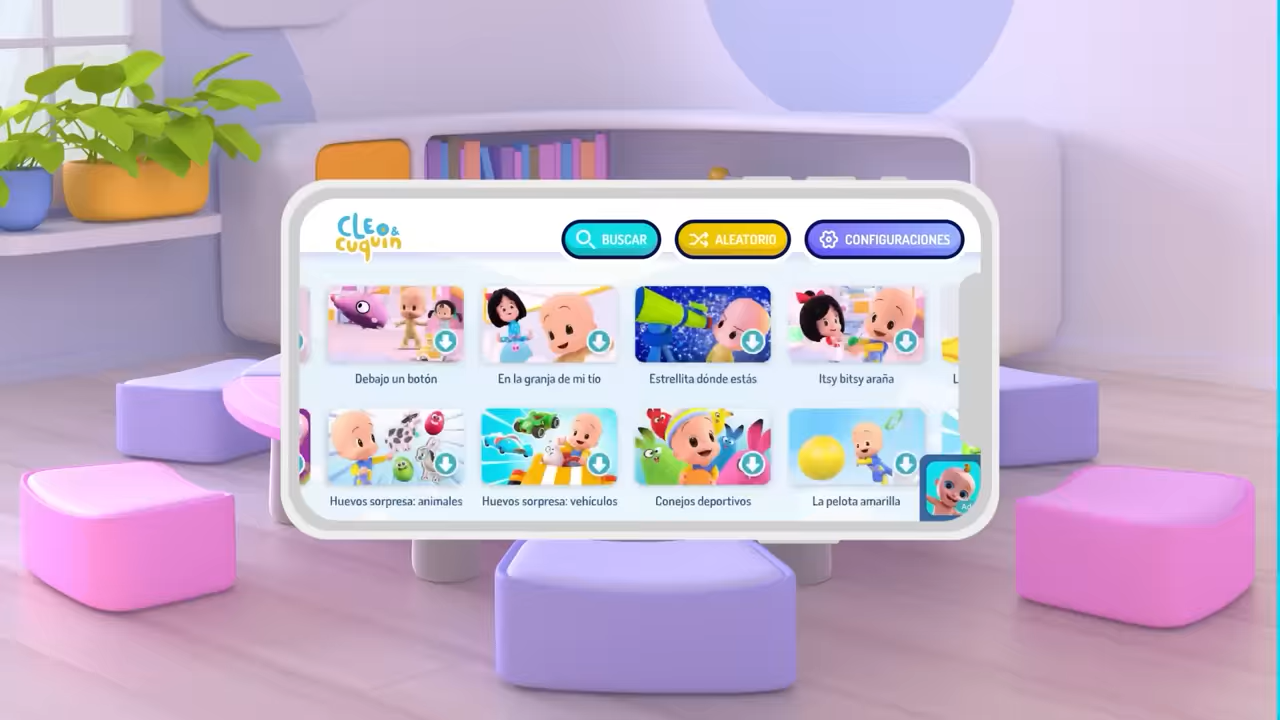 CLEO &
CUQUIN
BUSCAR
ALEATORIO
CONFIGURACIONES
Debajo un botón
En la granja de mi tío
Estrellita dónde estás
Itsy bitsy araña
L
Huevos sorpresa: animales
Huevos sorpresa: vehículos
Conejos deportivos
La pelota amarilla
Ad